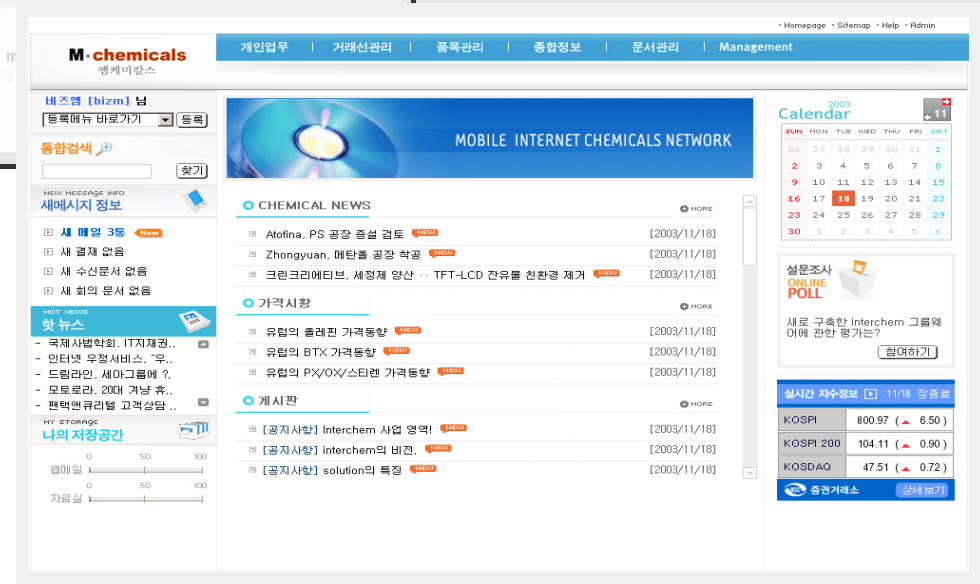 Homepage Sitemap Help Admin
M·chemicals
엠케미칼스
개인업무 | 거래선관리 | 품목관리 | 종합정보 | 문서관리 | Management
비즈엠 [bizm] 님
등록메뉴 바로가기 등록
통합검색
찾기
NEW MESSAGE INFO
새메시지 정보
새 메일 3통 New
새 결재 없음
새 수신문서 없음
새 회의 문서 없음
HOT NEWS
핫 뉴스
- 국제사법학회, IT지재권..
- 인터넷 우정서비스, "우..
- 드림라인, 세아그룹에 ?,
- 모토로라, 20대 겨냥 휴..
- 팬택앤큐리텔 고객상담 ..
MY STORAGE
나의 저장공간
0 50 100
웹메일
0 50 100
자료실
MOBILE INTERNET CHEMICALS NETWORK
CHEMICAL NEWS MORE
Atofina, PS 공장 증설 검토 NEW [2003/11/18]
Zhongyuan, 메탄올 공장 착공 NEW [2003/11/18]
크린크리에티브, 세정제 양산 ·· TFT-LCD 잔유물 친환경 제거 NEW [2003/11/18]
가격시황 MORE
유럽의 올레핀 가격동향 NEW [2003/11/18]
유럽의 BTX 가격동향 NEW [2003/11/18]
유럽의 PX/OX/스티렌 가격동향 NEW [2003/11/18]
게시판 MORE
[공지사항] Interchem 사업 영역! NEW [2003/11/18]
[공지사항] interchem의 비전, NEW [2003/11/18]
[공지사항] solution의 특징 NEW [2003/11/18]
2003
Calendar 11
SUN MON TUE WED THU FRI SAT
26 27 28 29 30 31 1
2 3 4 5 6 7 8
9 10 11 12 13 14 15
16 17 18 19 20 21 22
23 24 25 26 27 28 29
30 1 2 3 4 5 6
설문조사
ONLINE
POLL
새로 구축한 interchem 그룹웨
어에 관한 평가는?
참여하기
실시간 지수정보 11/18 장종료
KOSPI 800.97 (▲ 6.50)
KOSPI 200 104.11 (▲ 0.90)
KOSDAQ 47.51 (▲ 0.72)
증권거래소 상세보기